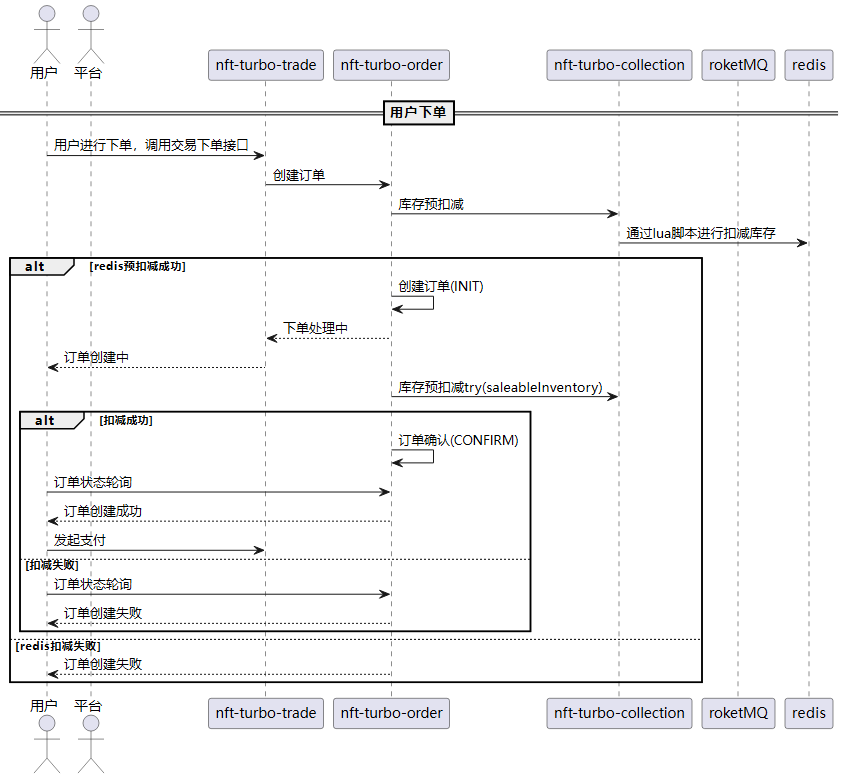 用户
平台
nft-turbo-trade
nft-turbo-order
nft-turbo-collection
roketMQ
redis
用户下单
用户进行下单，调用交易下单接口
创建订单
库存预扣减
通过lua脚本进行扣减库存
alt [redis预扣减成功]
创建订单(INIT)
下单处理中
订单创建中
库存预扣减try(saleableInventory)
alt [扣减成功]
订单确认(CONFIRM)
订单状态轮询
订单创建成功
发起支付
[扣减失败]
订单状态轮询
订单创建失败
[redis扣减失败]
订单创建失败
用户
平台
nft-turbo-trade
nft-turbo-order
nft-turbo-collection
roketMQ
redis